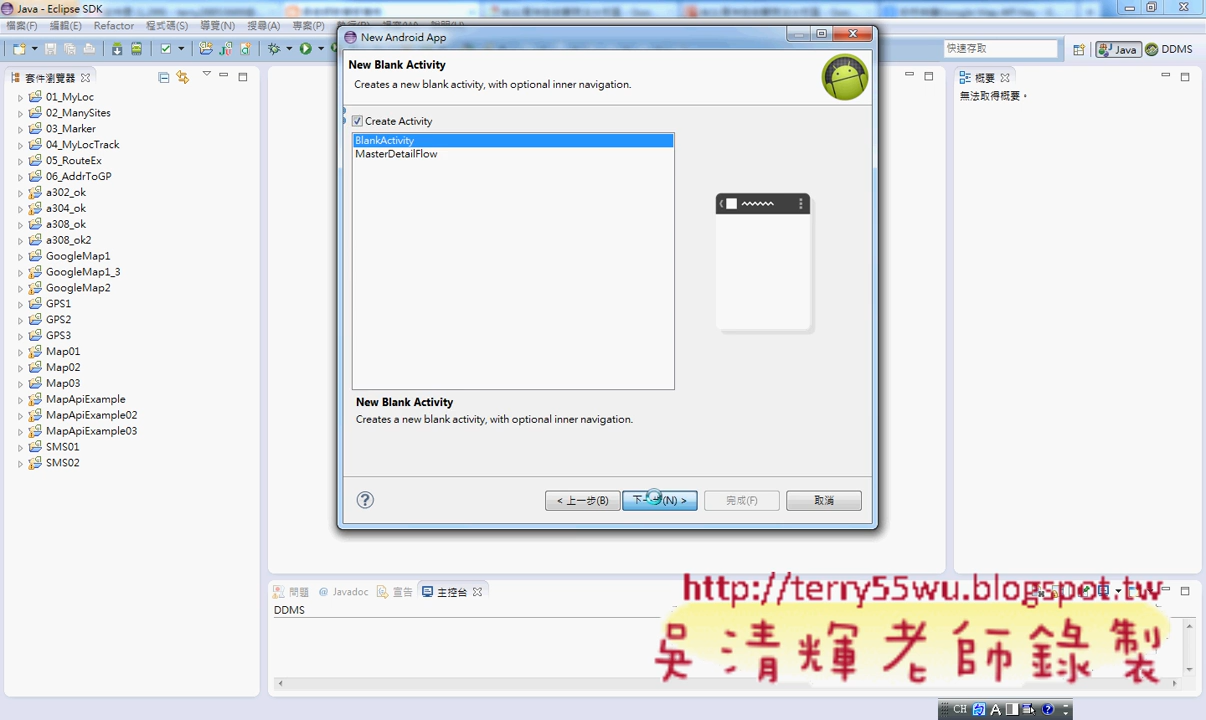 Java - Eclipse SDK
檔案(F) 編輯(E) Refactor 程式碼(S) 導覽(N) 搜尋(A) 專案(P)
快速存取
Java
DDMS
套件瀏覽器
01_MyLoc
02_ManySites
03_Marker
04_MyLocTrack
05_RouteEx
06_AddrToGP
a302_ok
a304_ok
a308_ok
a308_ok2
GoogleMap1
GoogleMap1_3
GoogleMap2
GPS1
GPS2
GPS3
Map01
Map02
Map03
MapApiExample
MapApiExample02
MapApiExample03
SMS01
SMS02
New Android App
New Blank Activity
Creates a new blank activity, with optional inner navigation.
Create Activity
BlankActivity
MasterDetailFlow
New Blank Activity
Creates a new blank activity, with optional inner navigation.
< 上一步(B)
完成(F)
取消
概要
無法取得概要。
問題 @ Javadoc 宣告 主控台
DDMS
http://terry55wu.blogspot.tw
吳清輝老師錄製
CH